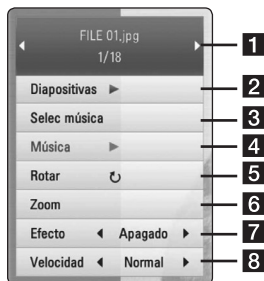 FILE 01.jpg
1/18
1
Diapositivas
2
Selec música
3
Música
4
Rotar
5
Zoom
6
Efecto Apagado
7
Velocidad Normal
8